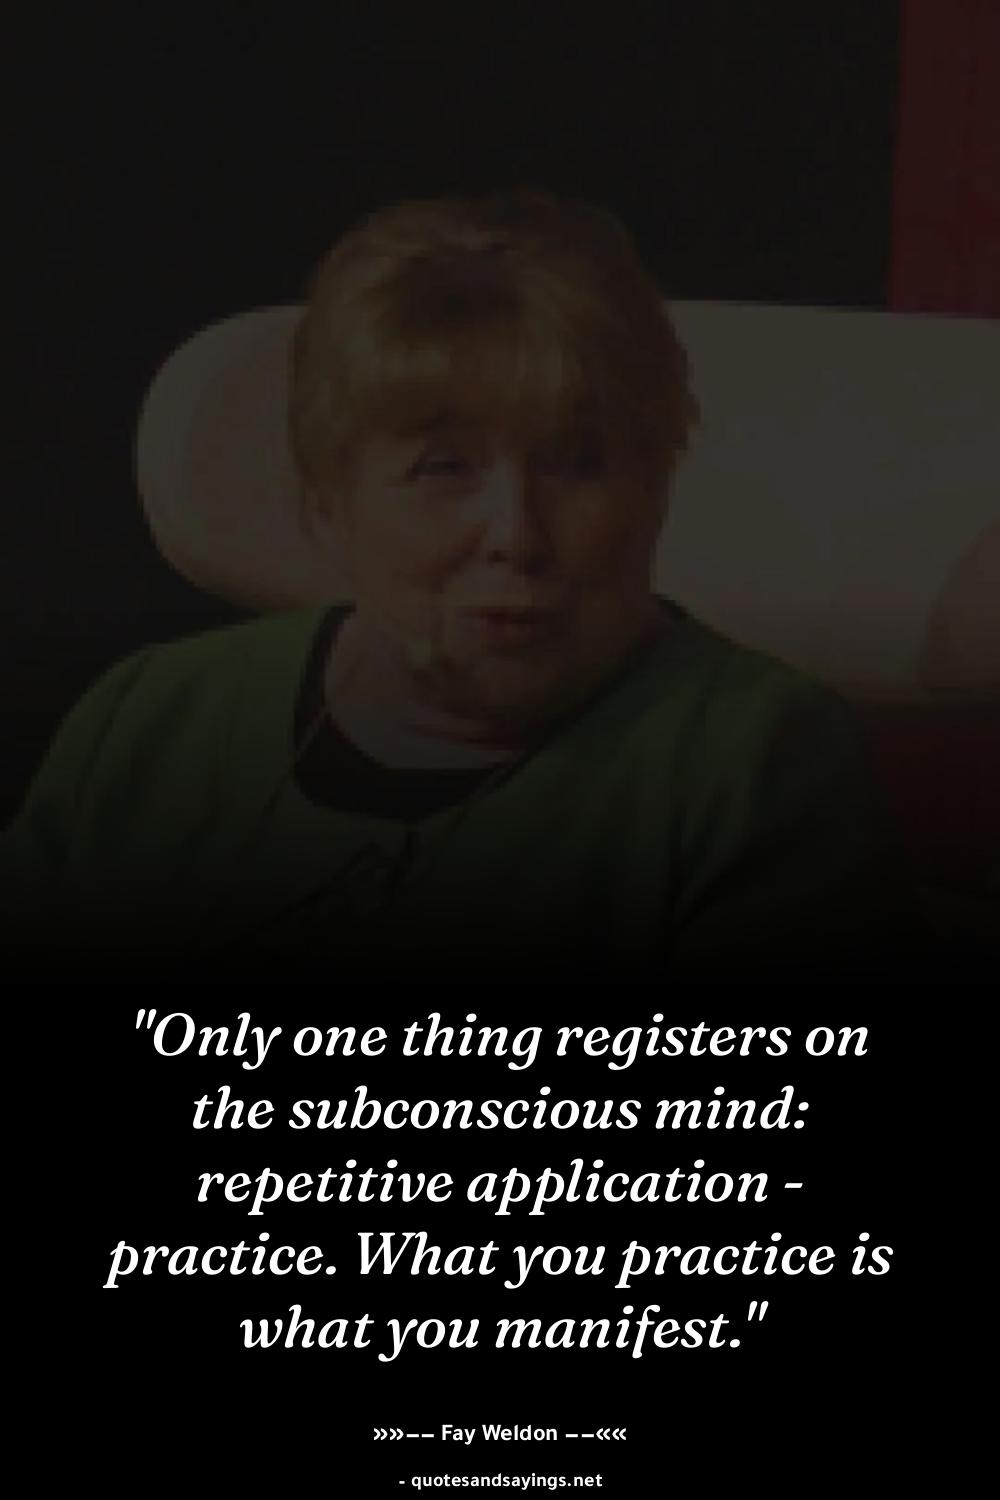 "Only one thing registers on
the subconscious mind:
repetitive application -
practice. What you practice is
what you manifest."
»»−− Fay Weldon −−««
- quotesandsayings.net